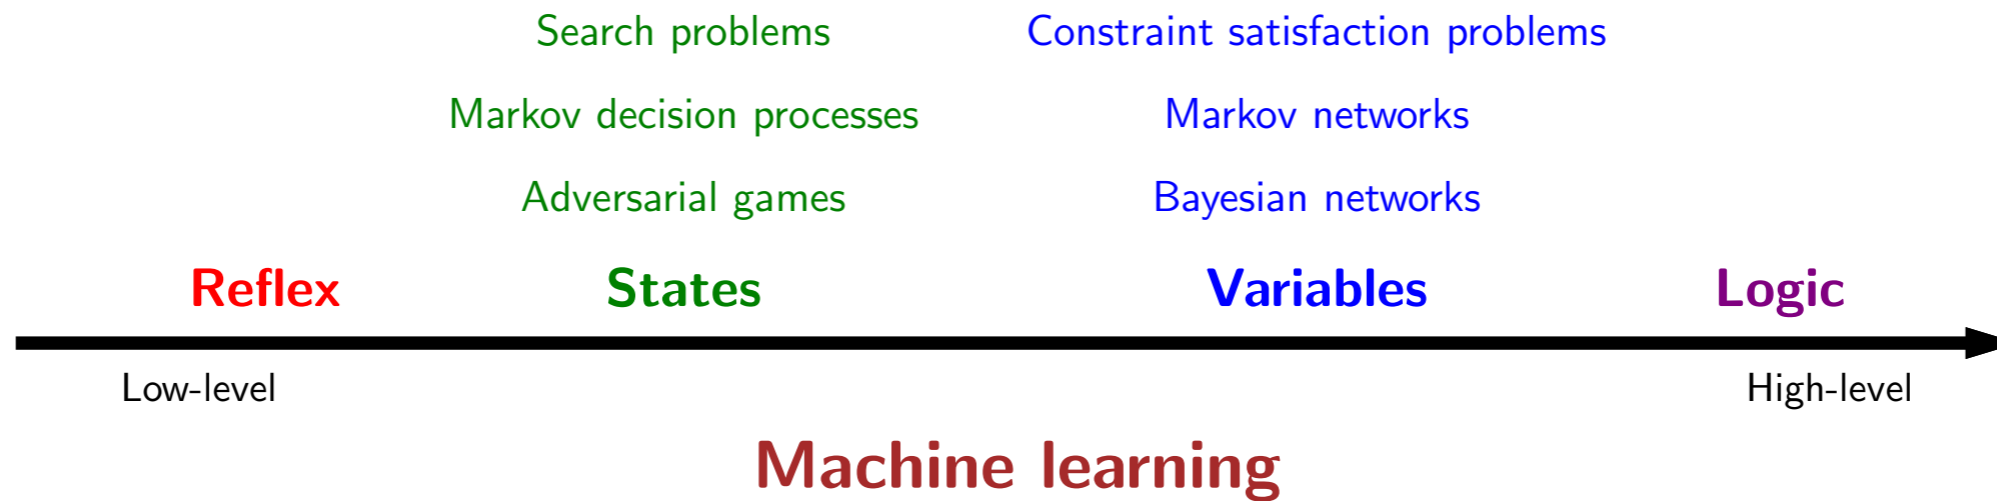 Search problems
Constraint satisfaction problems
Markov decision processes
Markov networks
Adversarial games
Bayesian networks
Reflex
States
Variables
Logic
Low-level
High-level
Machine learning